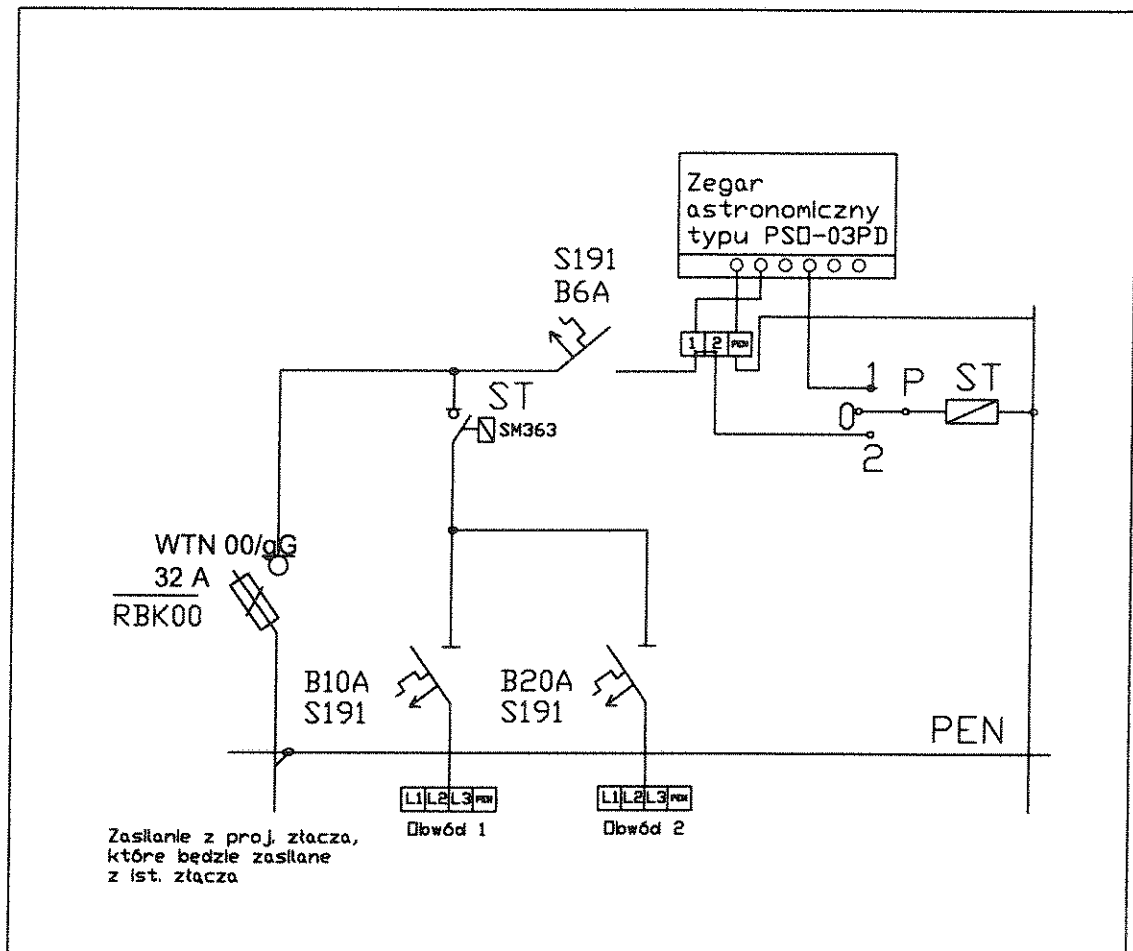 Zegar
astronomiczny
typu PSO-03PD
S191
B6A
1 2 PEN
1
P
ST
2
ST
SM363
WTN 00/gG
32 A
RBK00
B10A
S191
B20A
S191
PEN
L1 L2 L3 PEN
L1 L2 L3 PEN
Obwód 1
Obwód 2
Zasilanie z proj. złącza,
które będzie zasilane
z ist. złącza